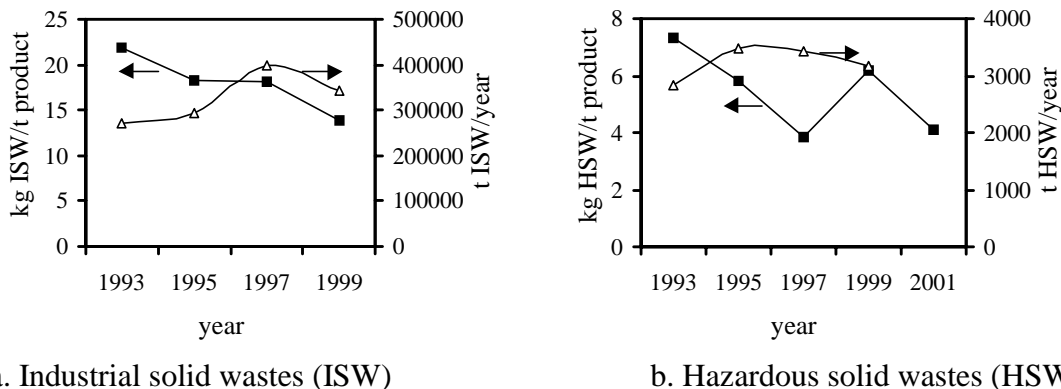 25
20
15
10
5
0
kg ISW/t product
500000
400000
300000
200000
100000
0
t ISW/year
1993 1995 1997 1999
year
a. Industrial solid wastes (ISW)
8
6
4
2
0
kg HSW/t product
4000
3000
2000
1000
0
t HSW/year
1993 1995 1997 1999 2001
year
b. Hazardous solid wastes (HSW